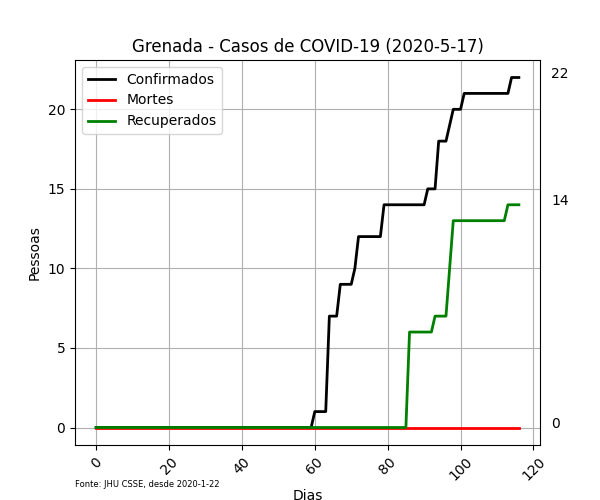 Grenada - Casos de COVID-19 (2020-5-17)
Confirmados
Mortes
Recuperados
22
14
0
Pessoas
20
15
10
5
0
0
20
40
60
80
100
120
Fonte: JHU CSSE, desde 2020-1-22
Dias